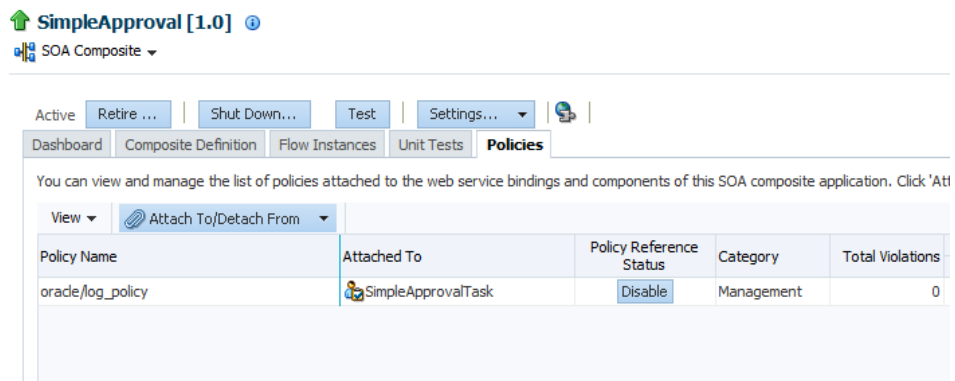 SimpleApproval [1.0]
SOA Composite
Active Retire ... Shut Down... Test Settings...
Dashboard Composite Definition Flow Instances Unit Tests Policies
You can view and manage the list of policies attached to the web service bindings and components of this SOA composite application. Click 'Att
View Attach To/Detach From
Policy Name Attached To Policy Reference Status Category Total Violations
oracle/log_policy SimpleApprovalTask Disable Management 0